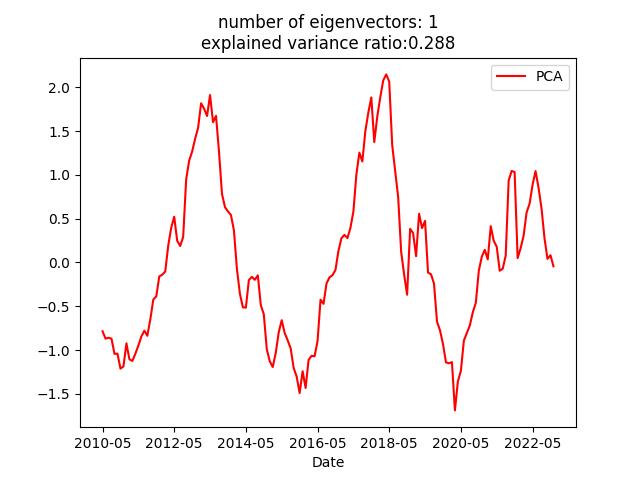 number of eigenvectors: 1
explained variance ratio:0.288
PCA
2.0
1.5
1.0
0.5
0.0
−0.5
−1.0
−1.5
2010-05 2012-05 2014-05 2016-05 2018-05 2020-05 2022-05
Date